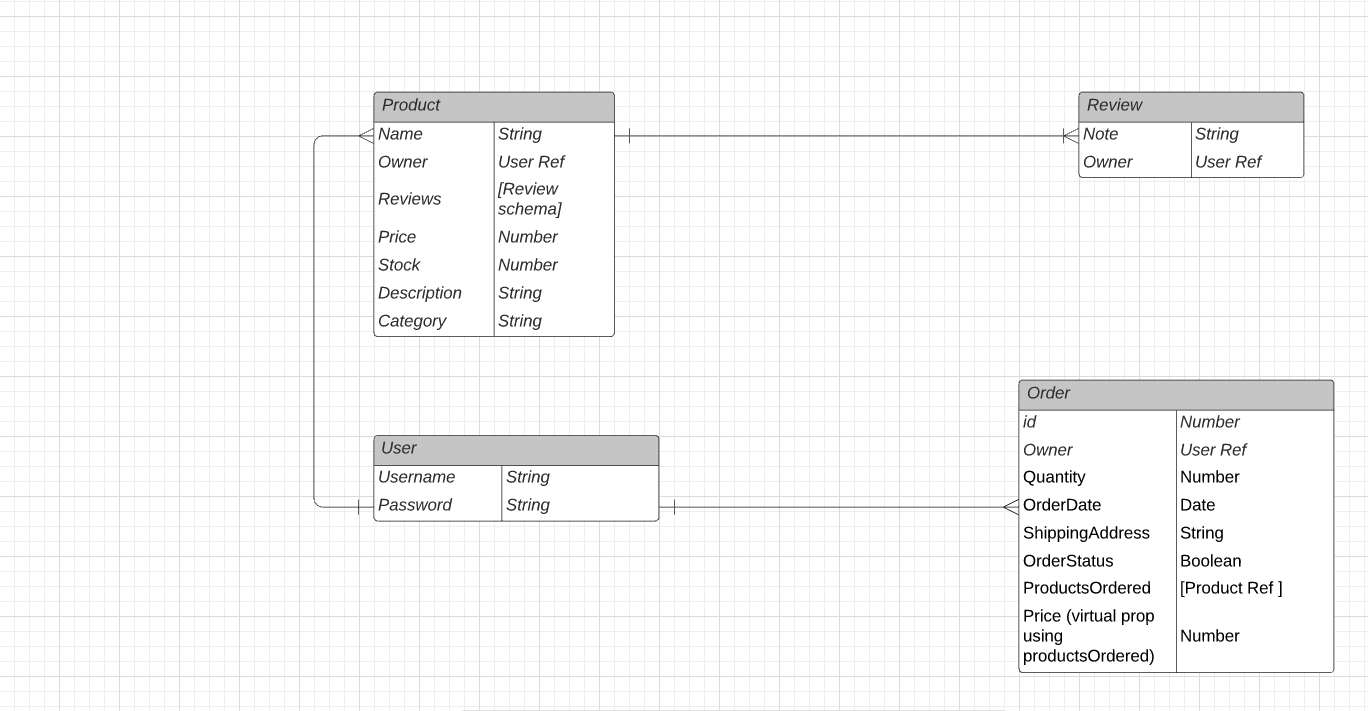 Product
Name String
Owner User Ref
Reviews [Review
schema]
Price Number
Stock Number
Description String
Category String
Review
Note String
Owner User Ref
User
Username String
Password String
Order
id Number
Owner User Ref
Quantity Number
OrderDate Date
ShippingAddress String
OrderStatus Boolean
ProductsOrdered [Product Ref ]
Price (virtual prop
using Number
productsOrdered)